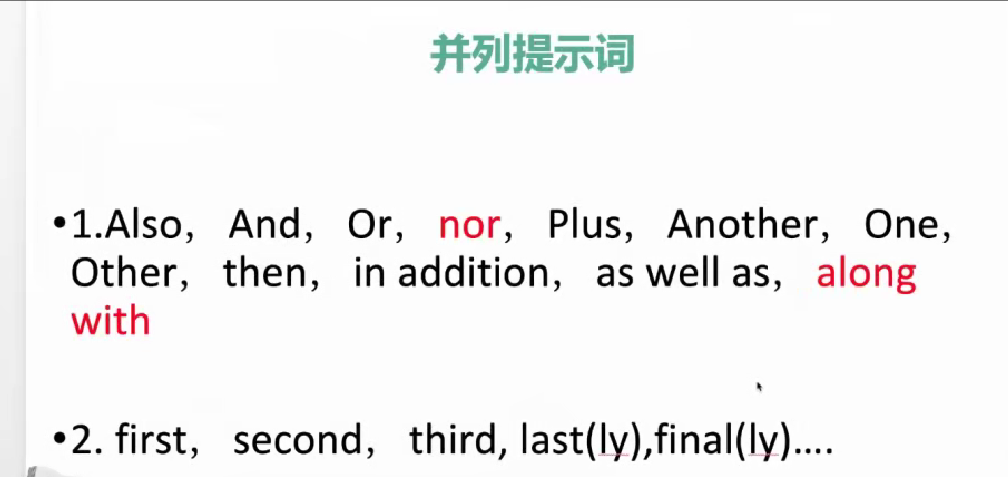 并列提示词
•1.Also， And， Or， nor， Plus， Another， One，
Other， then， in addition， as well as， along
with
•2. first， second， third, last(ly),final(ly)....